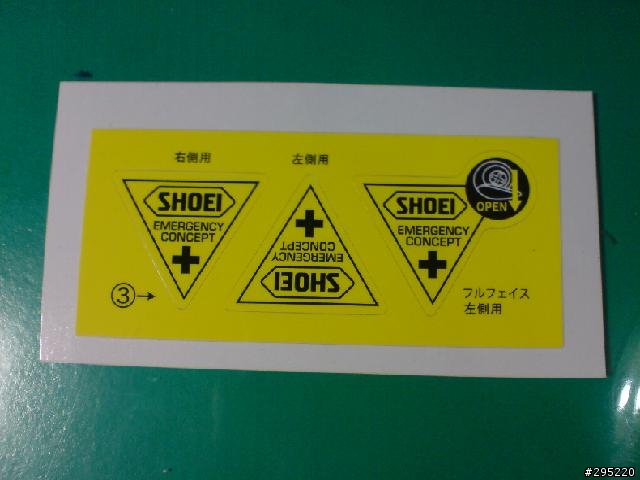 右側用
左側用
SHOEI
EMERGENCY
CONCEPT
SHOEI
EMERGENCY
CONCEPT
SHOEI
EMERGENCY
CONCEPT
OPEN
③→
フルフェイス
左側用
#295220